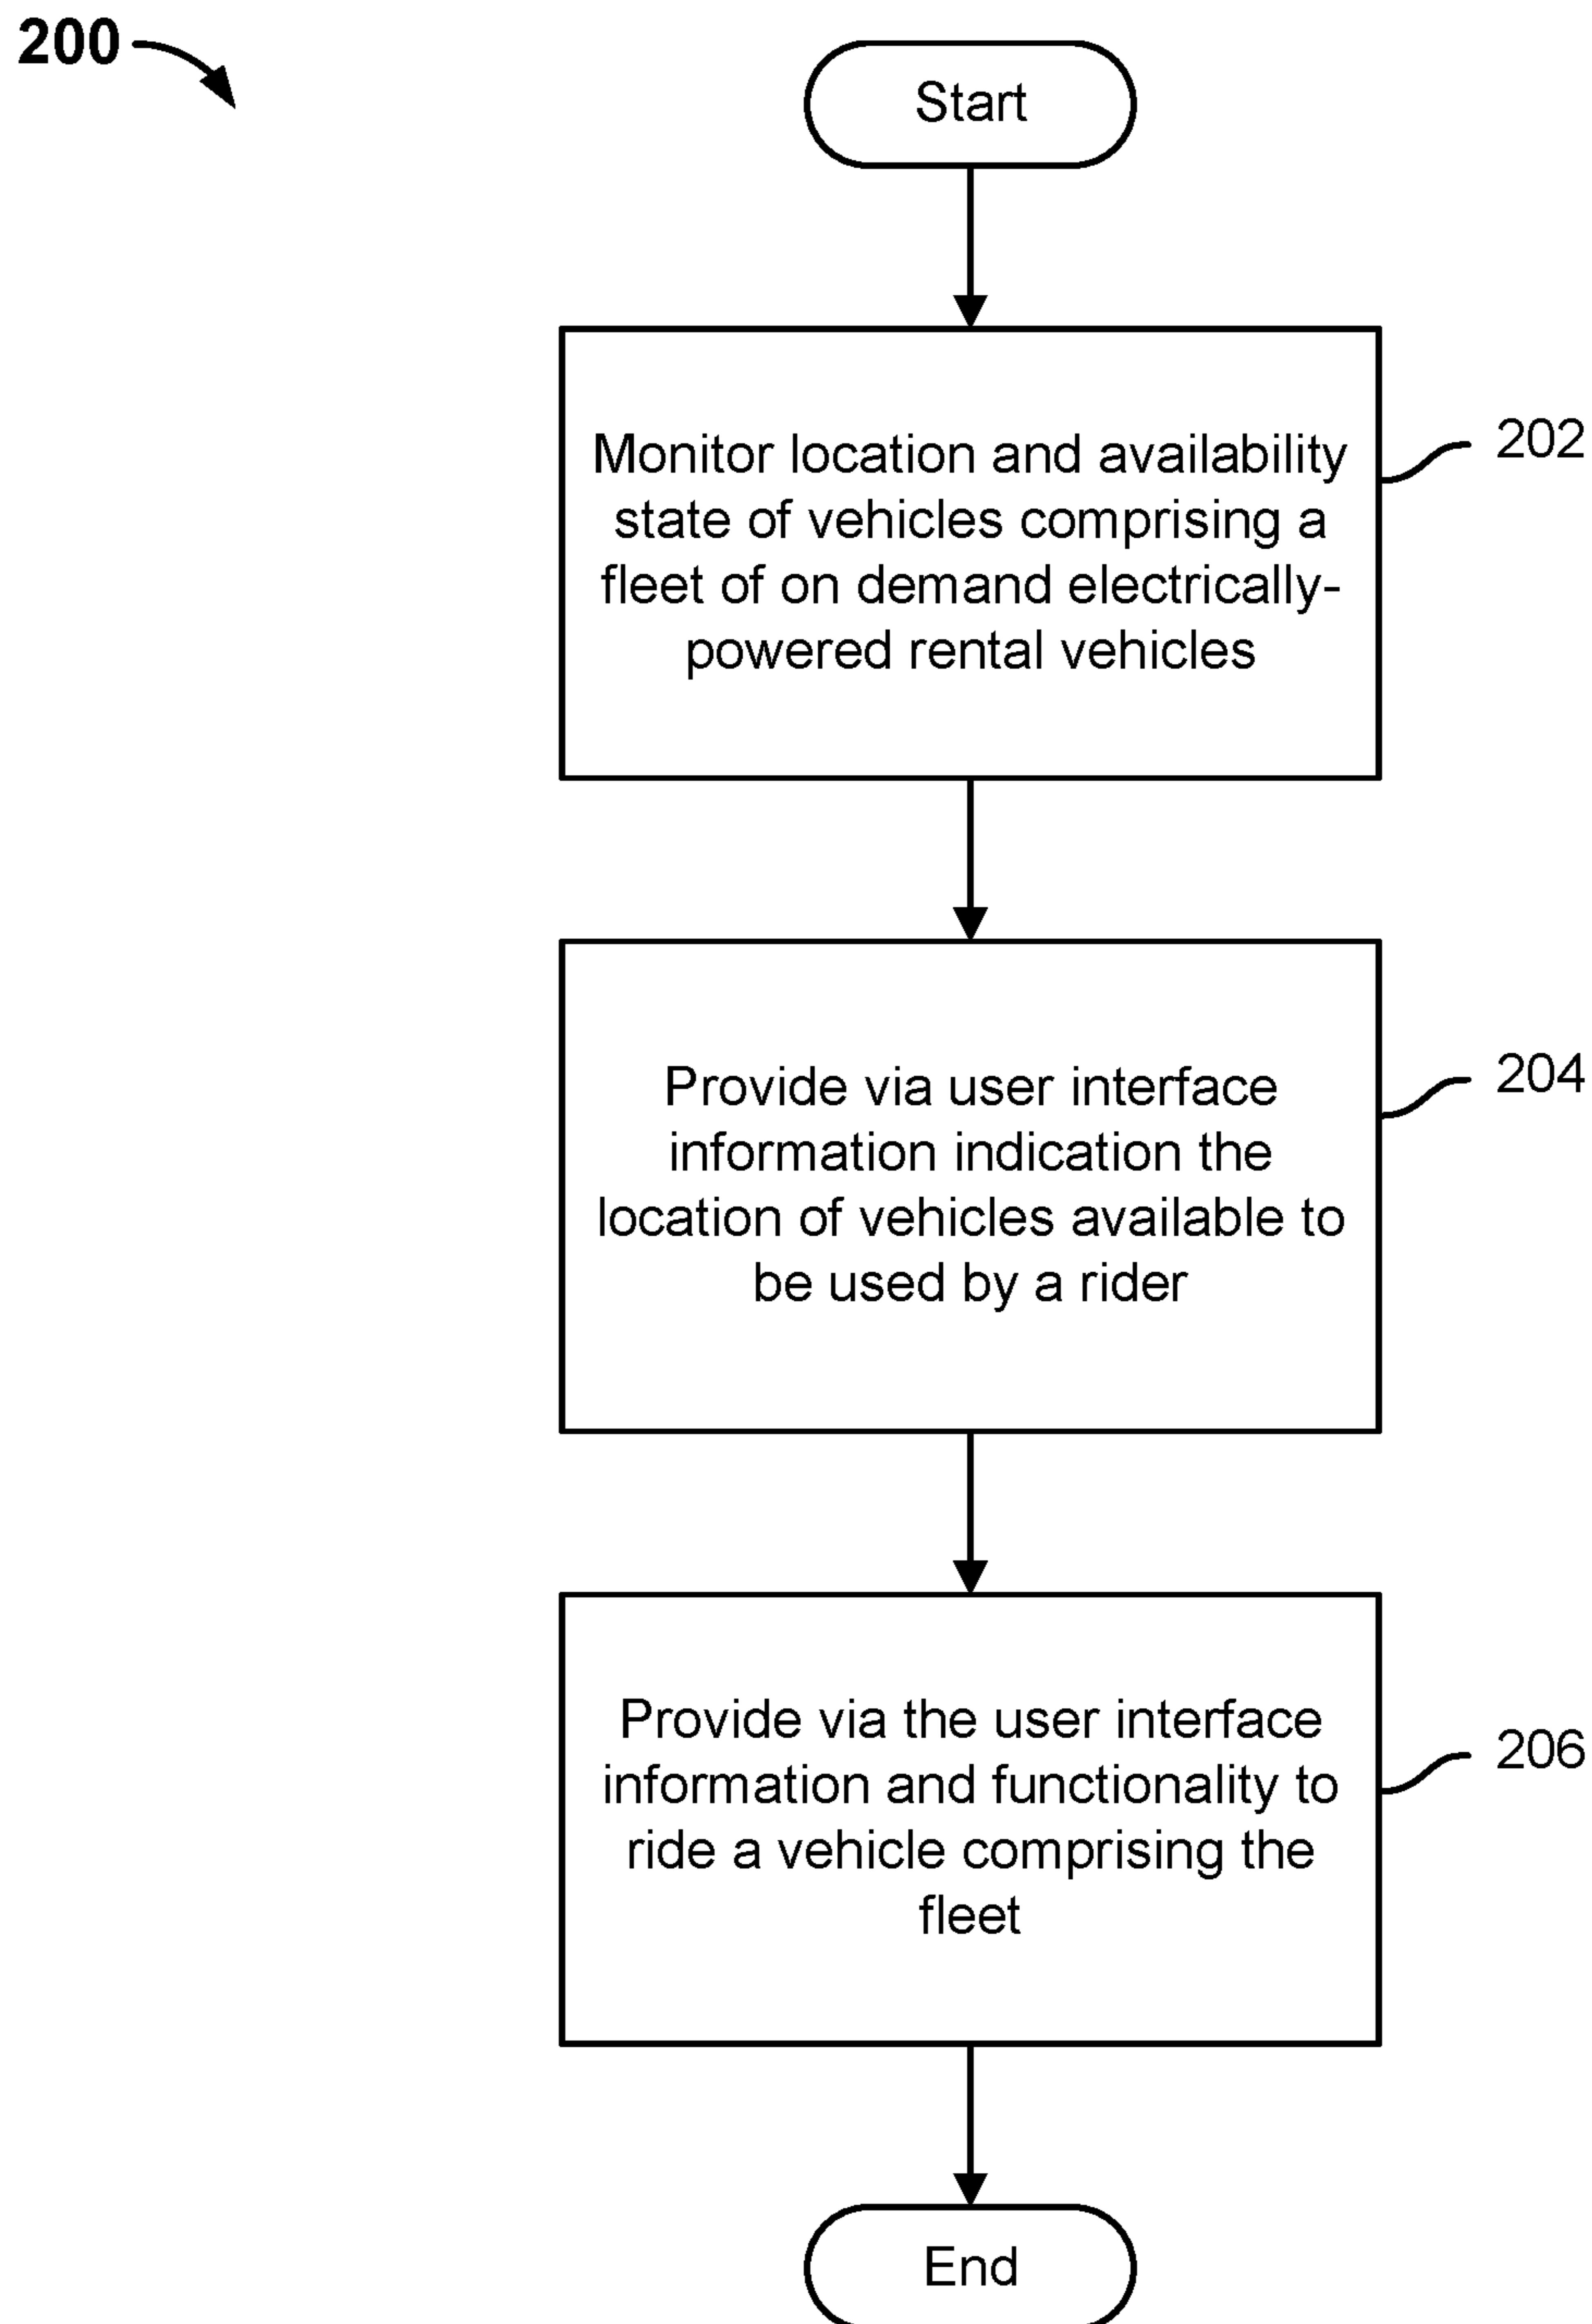 200
Start
Monitor location and availability
state of vehicles comprising a
fleet of on demand electrically-
powered rental vehicles
202
Provide via user interface
information indication the
location of vehicles available to
be used by a rider
204
Provide via the user interface
information and functionality to
ride a vehicle comprising the
fleet
206
End